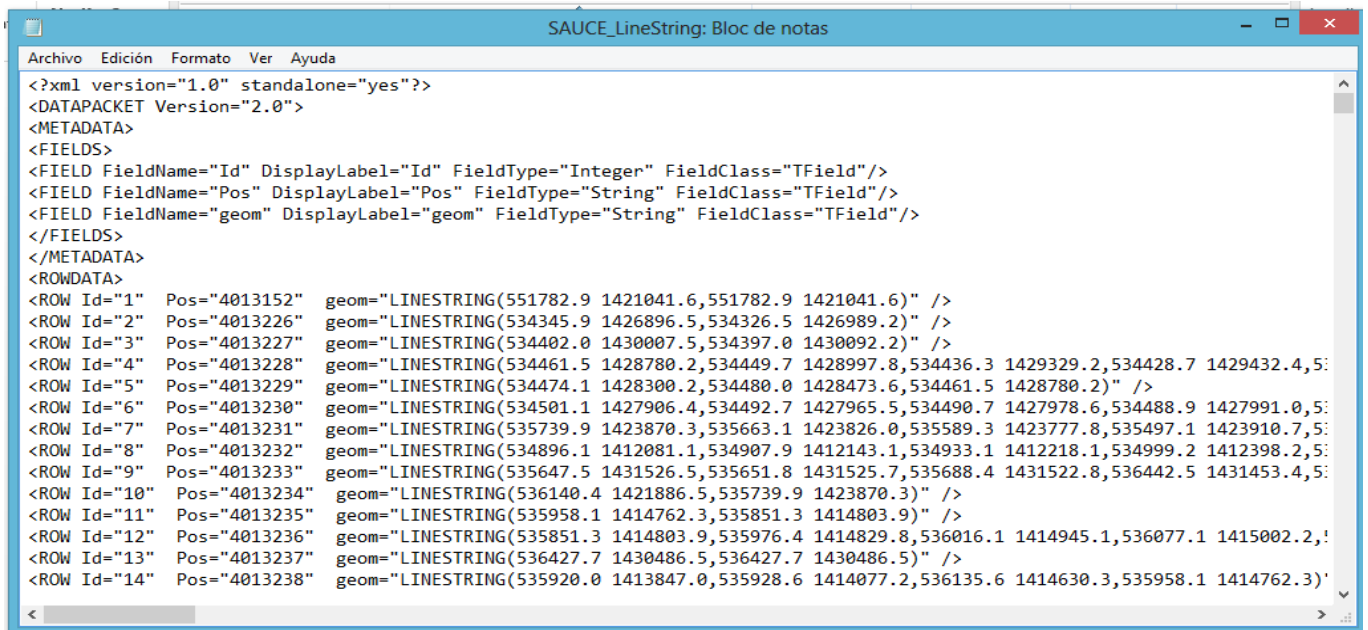 SAUCE_LineString: Bloc de notas
Archivo Edición Formato Ver Ayuda
<?xml version="1.0" standalone="yes"?>
<DATAPACKET Version="2.0">
<METADATA>
<FIELDS>
<FIELD FieldName="Id" DisplayLabel="Id" FieldType="Integer" FieldClass="TField"/>
<FIELD FieldName="Pos" DisplayLabel="Pos" FieldType="String" FieldClass="TField"/>
<FIELD FieldName="geom" DisplayLabel="geom" FieldType="String" FieldClass="TField"/>
</FIELDS>
</METADATA>
<ROWDATA>
<ROW Id="1" Pos="4013152" geom="LINESTRING(551782.9 1421041.6,551782.9 1421041.6)" />
<ROW Id="2" Pos="4013226" geom="LINESTRING(534345.9 1426896.5,534326.5 1426989.2)" />
<ROW Id="3" Pos="4013227" geom="LINESTRING(534402.0 1430007.5,534397.0 1430092.2)" />
<ROW Id="4" Pos="4013228" geom="LINESTRING(534461.5 1428780.2,534449.7 1428997.8,534436.3 1429329.2,534428.7 1429432.4,5
<ROW Id="5" Pos="4013229" geom="LINESTRING(534474.1 1428300.2,534480.0 1428473.6,534461.5 1428780.2)" />
<ROW Id="6" Pos="4013230" geom="LINESTRING(534501.1 1427906.4,534492.7 1427965.5,534490.7 1427978.6,534488.9 1427991.0,5
<ROW Id="7" Pos="4013231" geom="LINESTRING(535739.9 1423870.3,535663.1 1423826.0,535589.3 1423777.8,535497.1 1423910.7,5
<ROW Id="8" Pos="4013232" geom="LINESTRING(534896.1 1412081.1,534907.9 1412143.1,534933.1 1412218.1,534999.2 1412398.2,5
<ROW Id="9" Pos="4013233" geom="LINESTRING(535647.5 1431526.5,535651.8 1431525.7,535688.4 1431522.8,536442.5 1431453.4,5
<ROW Id="10" Pos="4013234" geom="LINESTRING(536140.4 1421886.5,535739.9 1423870.3)" />
<ROW Id="11" Pos="4013235" geom="LINESTRING(535958.1 1414762.3,535851.3 1414803.9)" />
<ROW Id="12" Pos="4013236" geom="LINESTRING(535851.3 1414803.9,535976.4 1414829.8,536016.1 1414945.1,536077.1 1415002.2,
<ROW Id="13" Pos="4013237" geom="LINESTRING(536427.7 1430486.5,536427.7 1430486.5)" />
<ROW Id="14" Pos="4013238" geom="LINESTRING(535920.0 1413847.0,535928.6 1414077.2,536135.6 1414630.3,535958.1 1414762.3)"